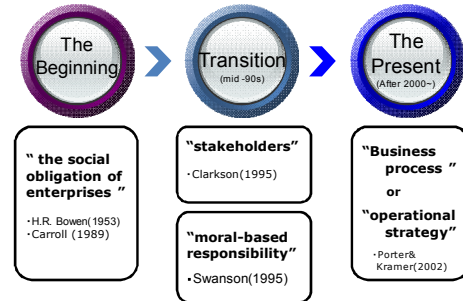 The
Beginning
Transition
(mid -90s)
The
Present
(After 2000~)
“ the social
obligation of
enterprises ”
・H.R. Bowen(1953)
・Carroll (1989)
“stakeholders”
・Clarkson(1995)
“moral-based
responsibility”
・Swanson(1995)
“Business
process”
or
“operational
strategy”
・Porter&
Kramer(2002)